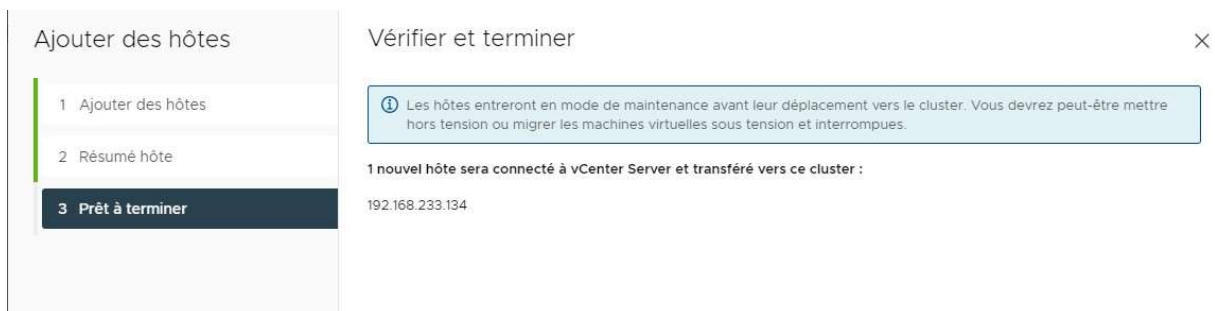 Ajouter des hôtes
1 Ajouter des hôtes
2 Résumé hôte
3 Prêt à terminer
Vérifier et terminer
Les hôtes entreront en mode de maintenance avant leur déplacement vers le cluster. Vous devrez peut-être mettre
hors tension ou migrer les machines virtuelles sous tension et interrompues.
1 nouvel hôte sera connecté à vCenter Server et transféré vers ce cluster :
192.168.233.134